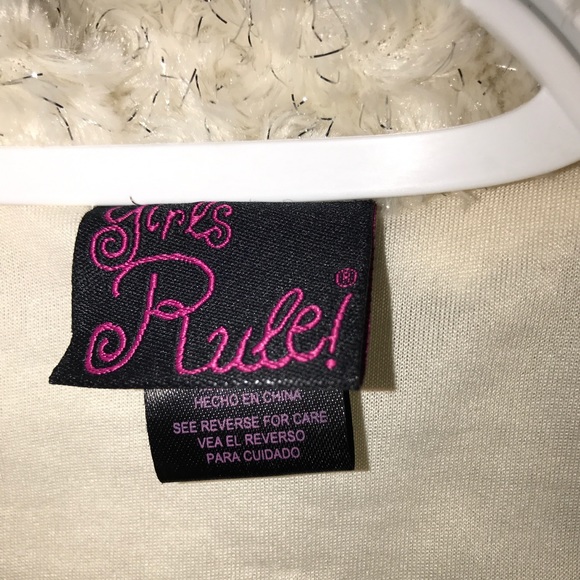 girls
Rule!®
HECHO EN CHINA
SEE REVERSE FOR CARE
VEA EL REVERSO
PARA CUIDADO